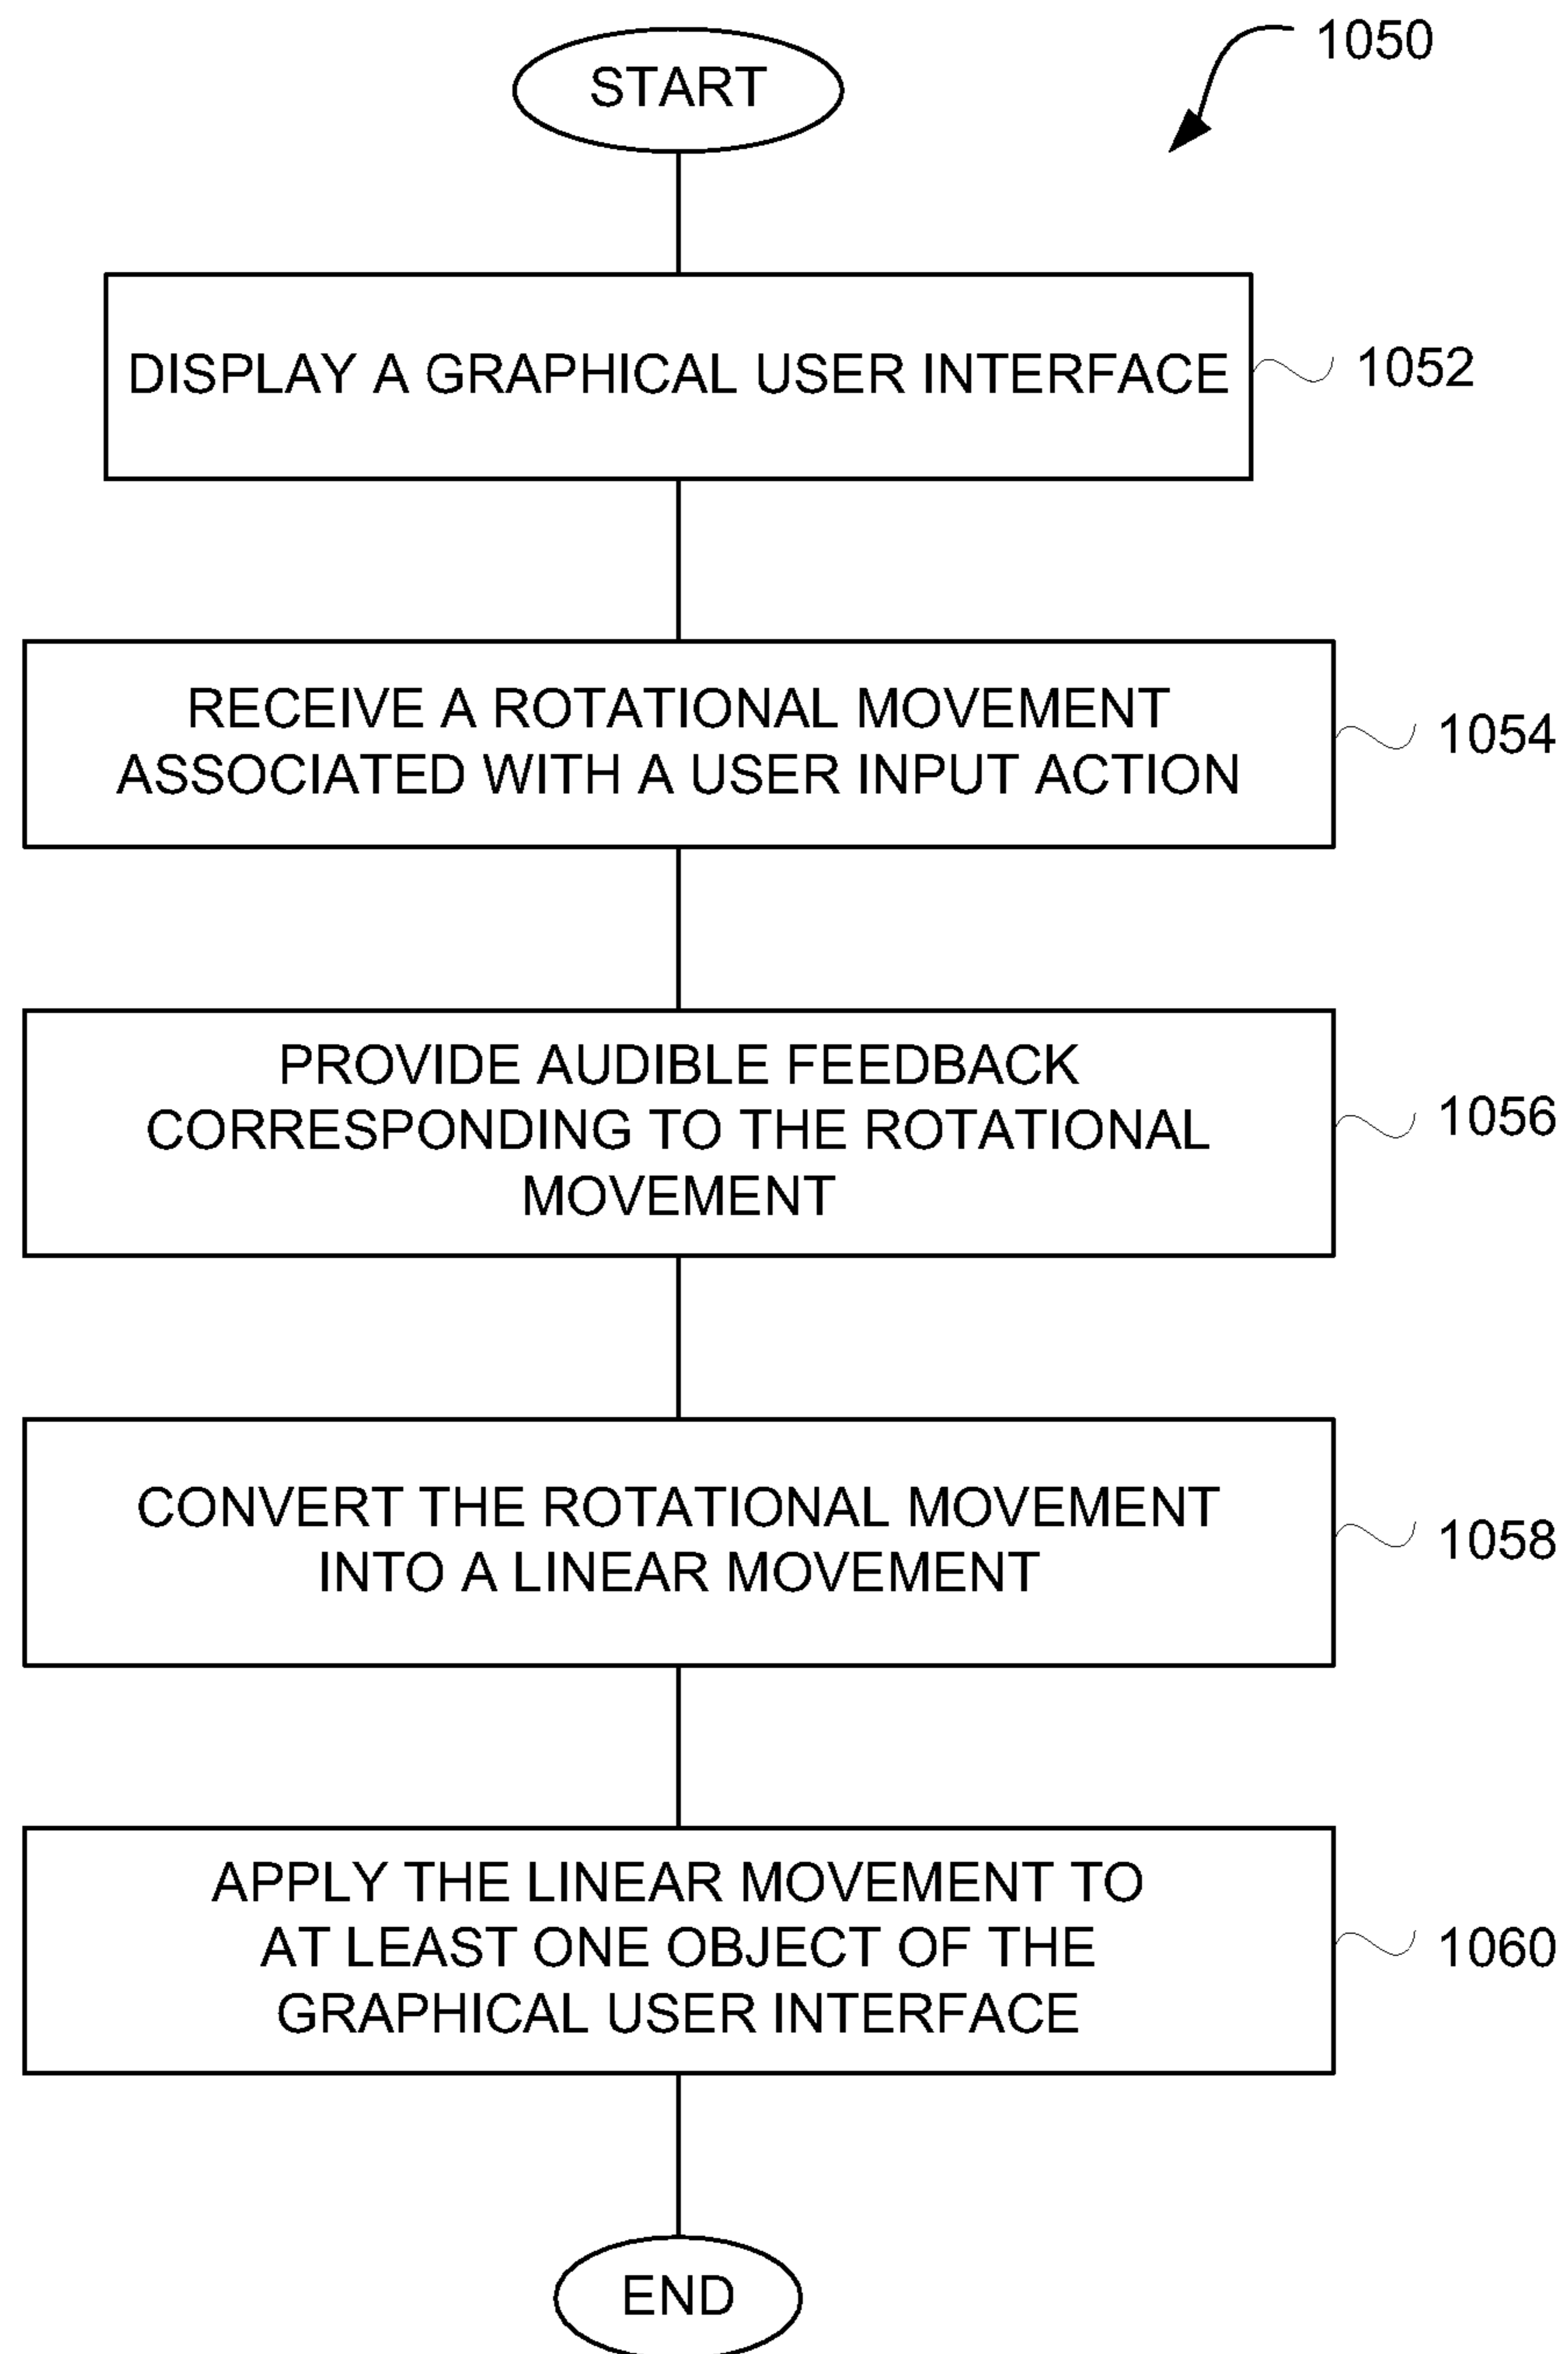 START
1050
DISPLAY A GRAPHICAL USER INTERFACE
1052
RECEIVE A ROTATIONAL MOVEMENT
ASSOCIATED WITH A USER INPUT ACTION
1054
PROVIDE AUDIBLE FEEDBACK
CORRESPONDING TO THE ROTATIONAL
MOVEMENT
1056
CONVERT THE ROTATIONAL MOVEMENT
INTO A LINEAR MOVEMENT
1058
APPLY THE LINEAR MOVEMENT TO
AT LEAST ONE OBJECT OF THE
GRAPHICAL USER INTERFACE
1060
END